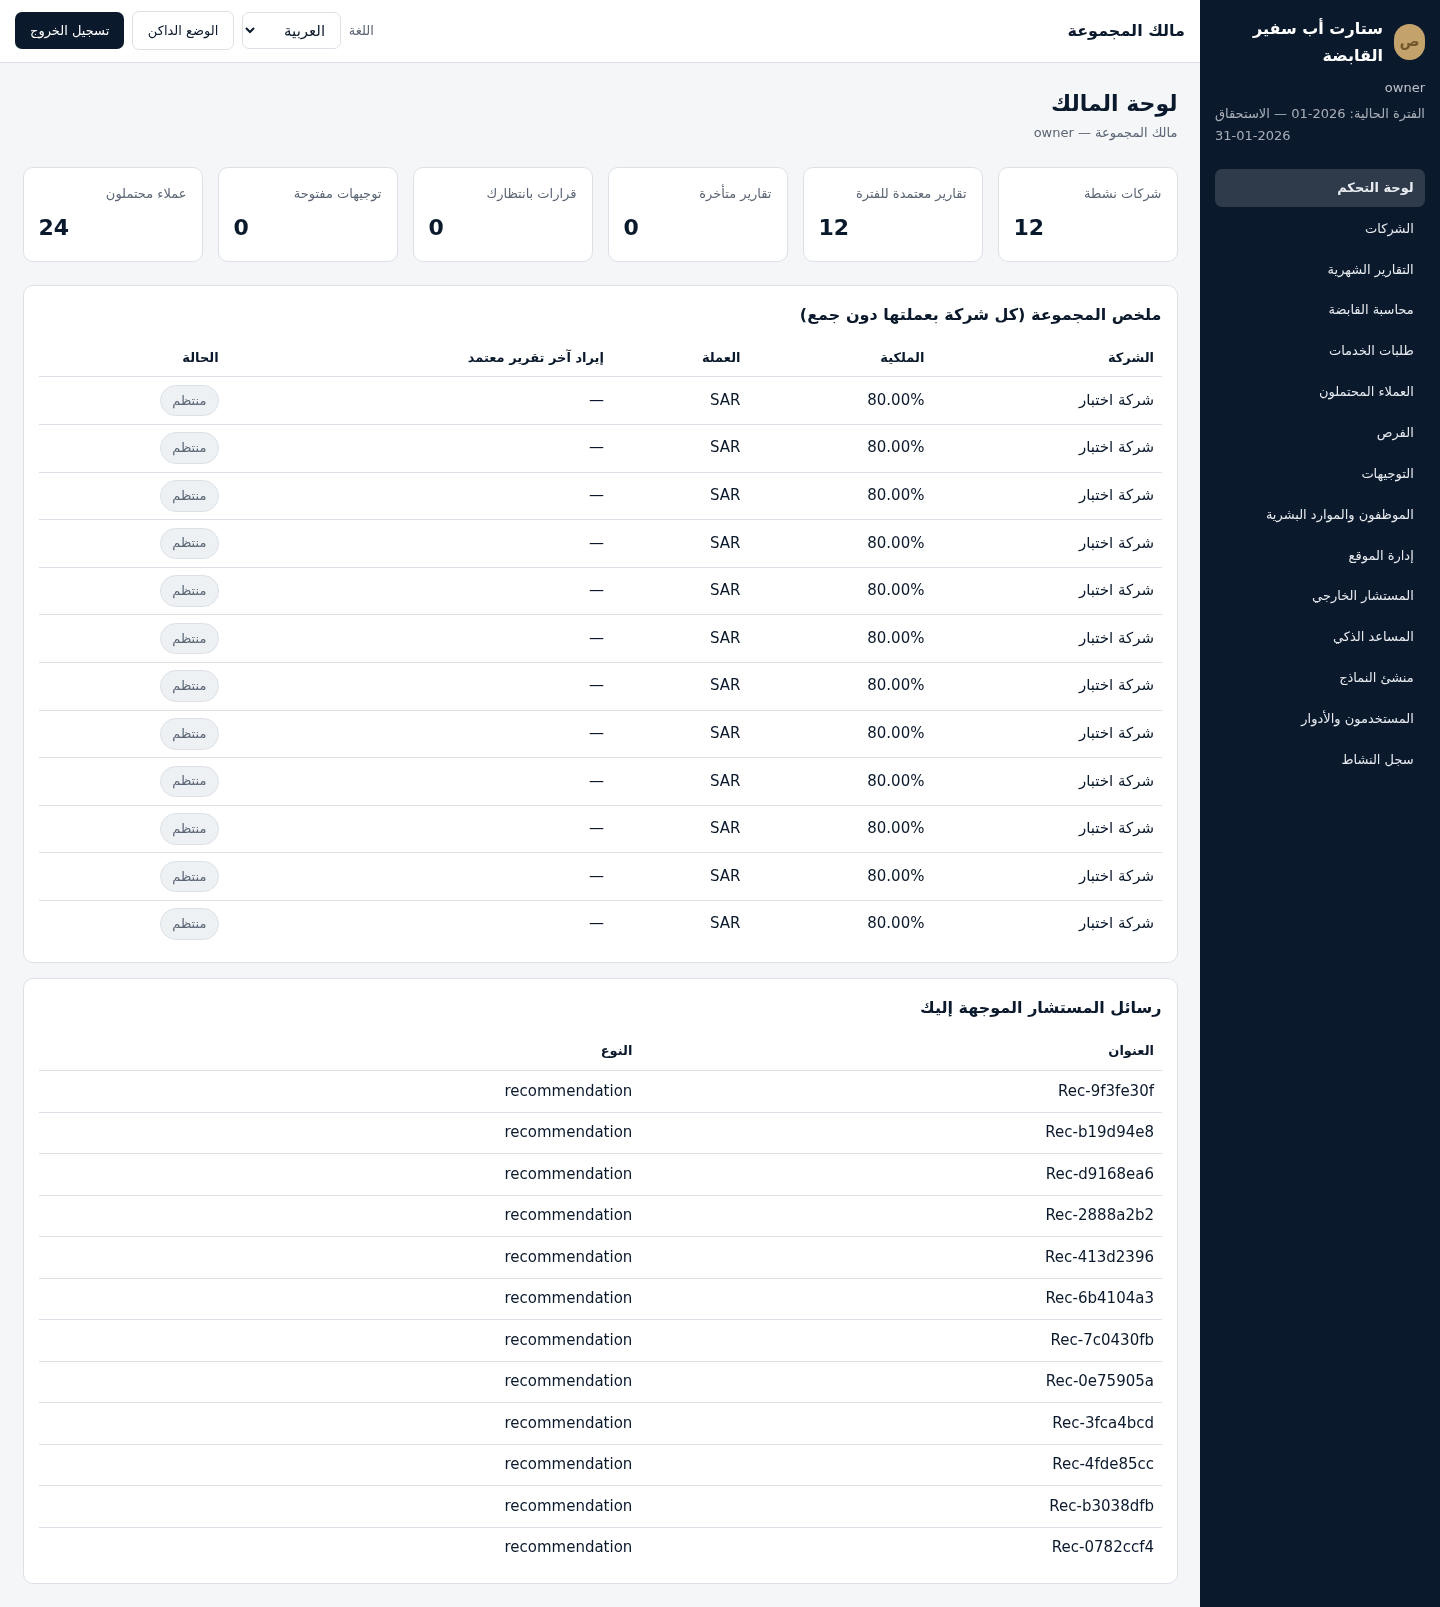 ص
ستارت أب سفير
القابضة
owner
الفترة الحالية: 2026-01 — الاستحقاق
2026-01-31
لوحة التحكم
الشركات
التقارير الشهرية
محاسبة القابضة
طلبات الخدمات
العملاء المحتملون
الفرص
التوجيهات
الموظفون والموارد البشرية
إدارة الموقع
المستشار الخارجي
المساعد الذكي
منشئ النماذج
المستخدمون والأدوار
سجل النشاط
مالك المجموعة اللغة العربية الوضع الداكن تسجيل الخروج
لوحة المالك
مالك المجموعة — owner
شركات نشطة تقارير معتمدة للفترة تقارير متأخرة قرارات بانتظارك توجيهات مفتوحة عملاء محتملون
12 12 0 0 0 24
ملخص المجموعة (كل شركة بعملتها دون جمع)
الشركة الملكية العملة إيراد آخر تقرير معتمد الحالة
شركة اختبار 80.00% SAR — منتظم
شركة اختبار 80.00% SAR — منتظم
شركة اختبار 80.00% SAR — منتظم
شركة اختبار 80.00% SAR — منتظم
شركة اختبار 80.00% SAR — منتظم
شركة اختبار 80.00% SAR — منتظم
شركة اختبار 80.00% SAR — منتظم
شركة اختبار 80.00% SAR — منتظم
شركة اختبار 80.00% SAR — منتظم
شركة اختبار 80.00% SAR — منتظم
شركة اختبار 80.00% SAR — منتظم
شركة اختبار 80.00% SAR — منتظم
رسائل المستشار الموجهة إليك
العنوان النوع
Rec-9f3fe30f recommendation
Rec-b19d94e8 recommendation
Rec-d9168ea6 recommendation
Rec-2888a2b2 recommendation
Rec-413d2396 recommendation
Rec-6b4104a3 recommendation
Rec-7c0430fb recommendation
Rec-0e75905a recommendation
Rec-3fca4bcd recommendation
Rec-4fde85cc recommendation
Rec-b3038dfb recommendation
Rec-0782ccf4 recommendation